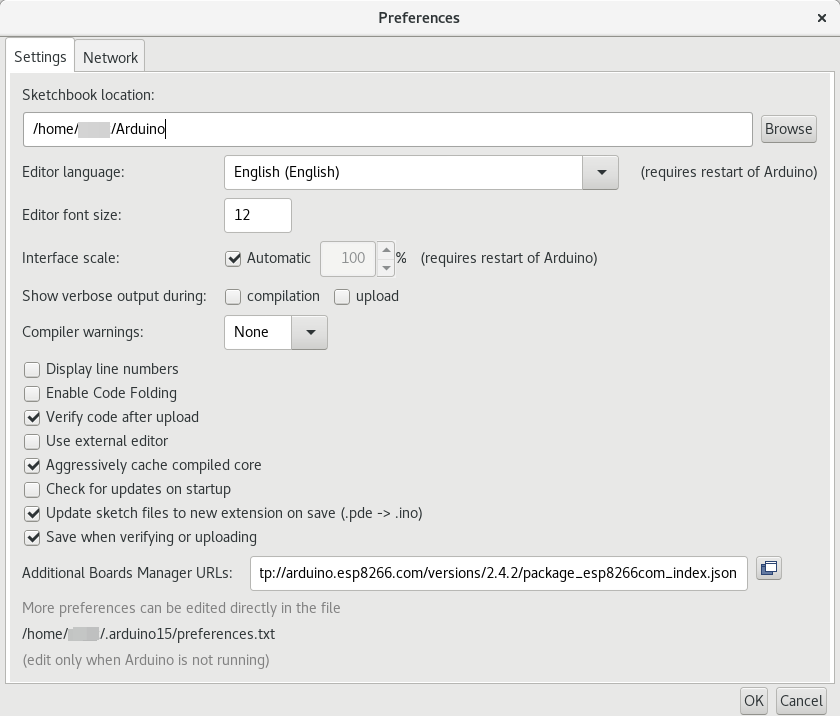 Preferences
Settings Network
Sketchbook location:
/home/ /Arduino Browse
Editor language: English (English) (requires restart of Arduino)
Editor font size: 12
Interface scale: Automatic 100 % (requires restart of Arduino)
Show verbose output during: compilation upload
Compiler warnings: None
Display line numbers
Enable Code Folding
Verify code after upload
Use external editor
Aggressively cache compiled core
Check for updates on startup
Update sketch files to new extension on save (.pde -> .ino)
Save when verifying or uploading
Additional Boards Manager URLs: tp://arduino.esp8266.com/versions/2.4.2/package_esp8266com_index.json
More preferences can be edited directly in the file
/home/ /.arduino15/preferences.txt
(edit only when Arduino is not running)
OK Cancel